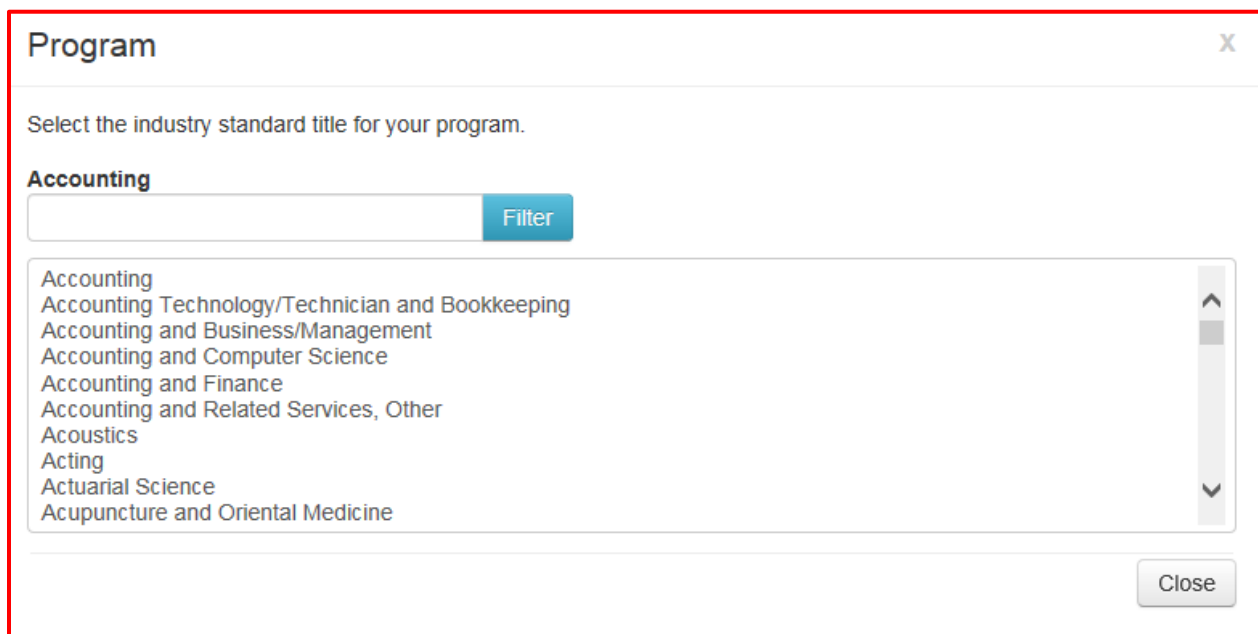 Program
X
Select the industry standard title for your program.
Accounting
Filter
Accounting
Accounting Technology/Technician and Bookkeeping
Accounting and Business/Management
Accounting and Computer Science
Accounting and Finance
Accounting and Related Services, Other
Acoustics
Acting
Actuarial Science
Acupuncture and Oriental Medicine
Close